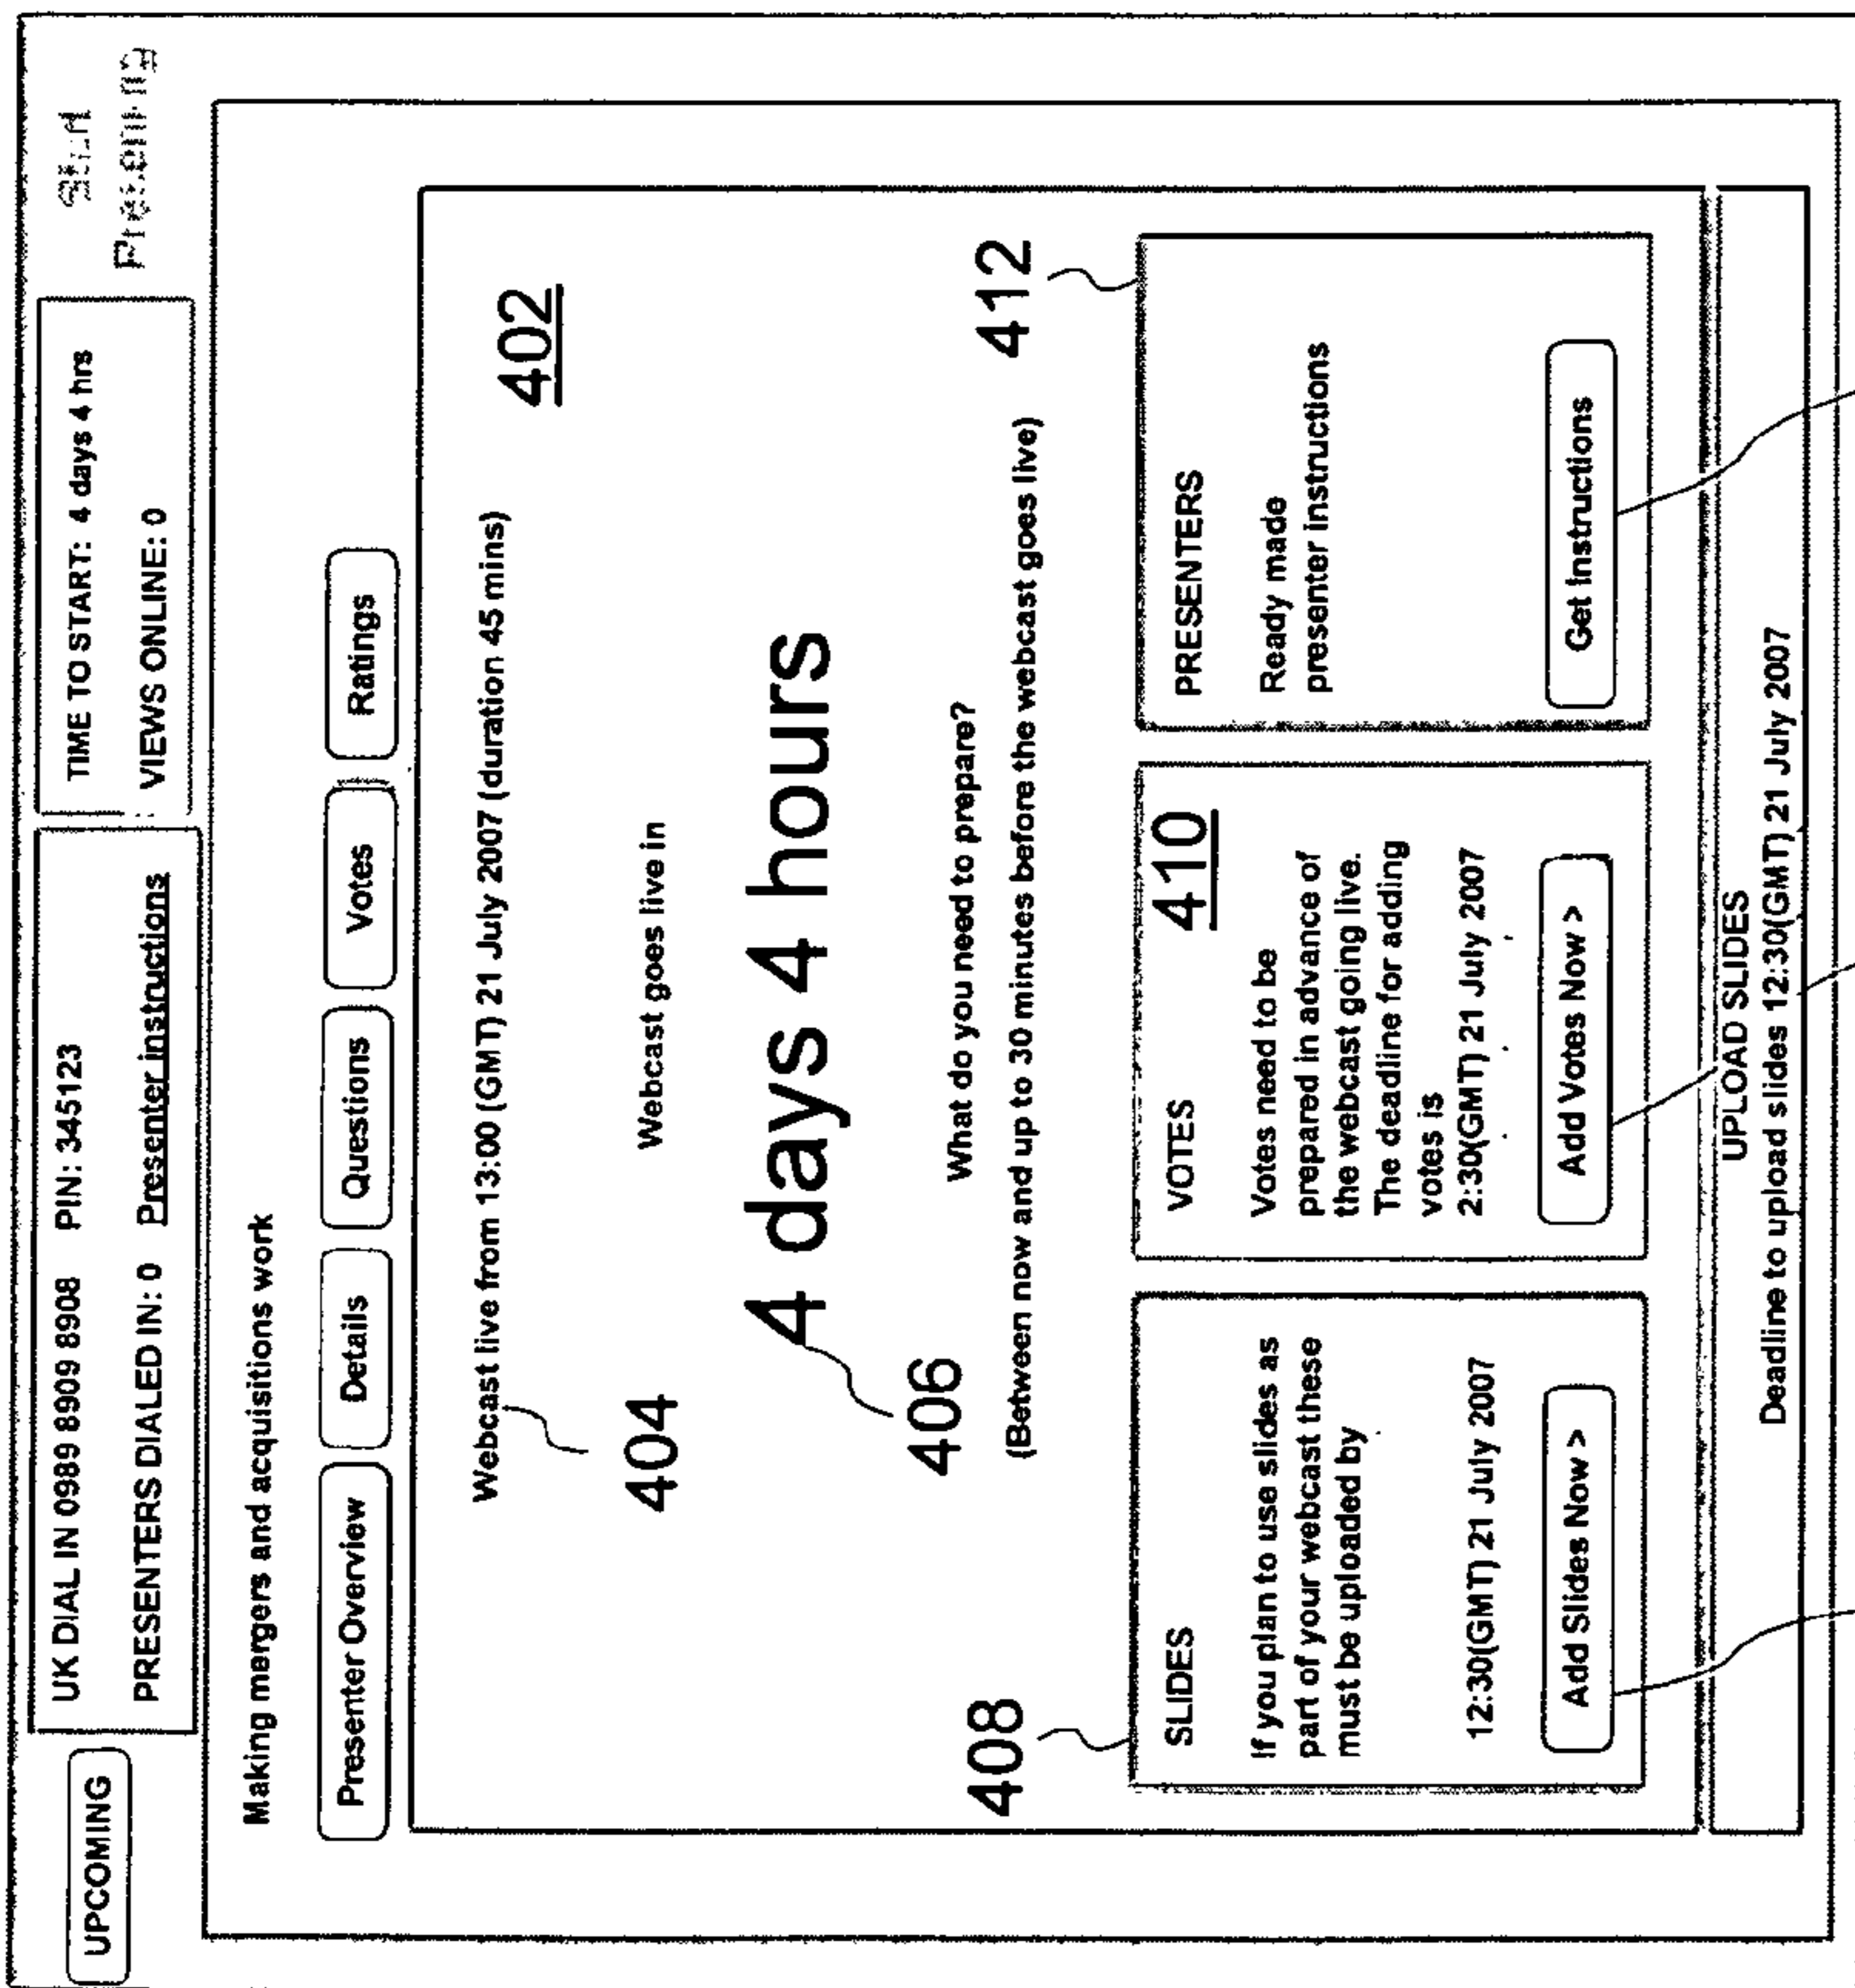 UPCOMING
UK DIAL IN 0989 8909 8908 PIN: 345123
PRESENTERS DIALED IN: 0 Presenter instructions
TIME TO START: 4 days 4 hrs
VIEWS ONLINE: 0
Making mergers and acquisitions work
Presenter Overview
Details
Questions
Votes
Ratings
Webcast live from 13:00 (GMT) 21 July 2007 (duration 45 mins)
402
404
Webcast goes live in
4 days 4 hours
406
What do you need to prepare?
(Between now and up to 30 minutes before the webcast goes live)
408
412
SLIDES
If you plan to use slides as
part of your webcast these
must be uploaded by
12:30(GMT) 21 July 2007
Add Slides Now >
VOTES
410
Votes need to be
prepared in advance of
the webcast going live.
The deadline for adding
votes is
2:30(GMT) 21 July 2007
Add Votes Now >
PRESENTERS
Ready made
presenter instructions
Get Instructions
UPLOAD SLIDES
Deadline to upload slides 12:30(GMT) 21 July 2007